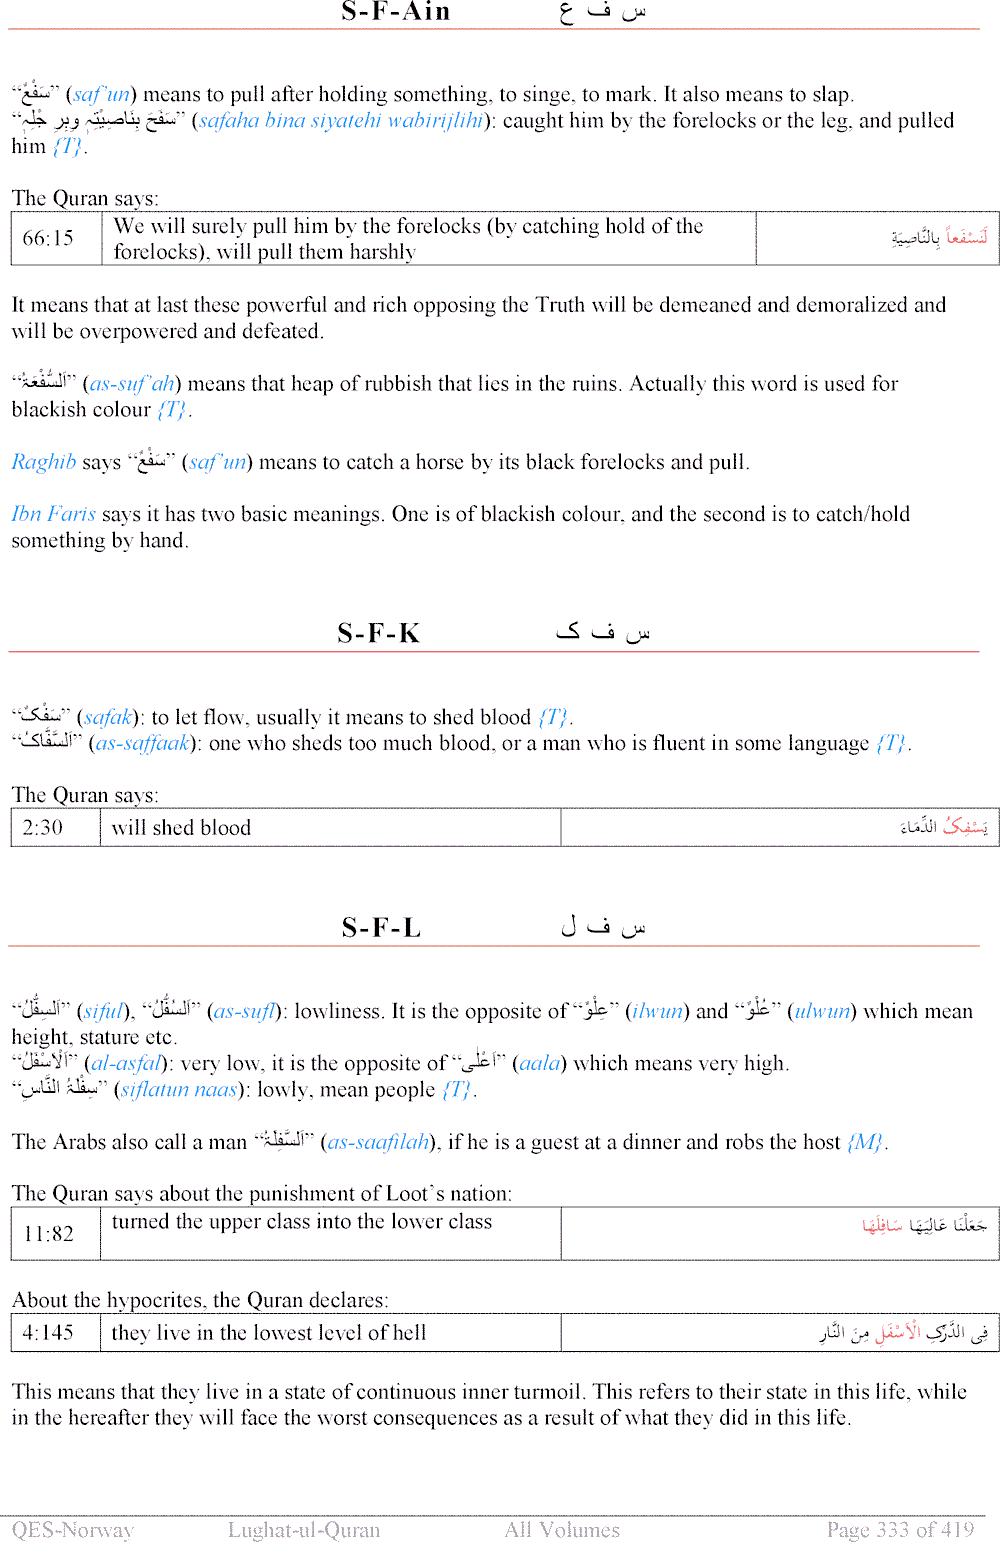 S-F-Ain س ف ع
“سَفْعٌ” (saf’un) means to pull after holding something, to singe, to mark. It also means to slap.
“سَفَحَ بِنَاصِيْتِہٖ وبِرِ جْلِہٖ” (safaha bina siyatehi wabirijlihi): caught him by the forelocks or the leg, and pulled
him {T}.
The Quran says:
66:15 We will surely pull him by the forelocks (by catching hold of the
forelocks), will pull them harshly لَنَسْفَعاً بِالنَّاصِيَةِ
It means that at last these powerful and rich opposing the Truth will be demeaned and demoralized and
will be overpowered and defeated.
“اَلسُّفْعَۃُ” (as-suf’ah) means that heap of rubbish that lies in the ruins. Actually this word is used for
blackish colour {T}.
Raghib says “سَفْعٌ” (saf’un) means to catch a horse by its black forelocks and pull.
Ibn Faris says it has two basic meanings. One is of blackish colour, and the second is to catch/hold
something by hand.
S-F-K س ف ک
“سَفْکٌ” (safak): to let flow, usually it means to shed blood {T}.
“اَلسَّفَّاکُ” (as-saffaak): one who sheds too much blood, or a man who is fluent in some language {T}.
The Quran says:
2:30 will shed blood يَسْفِکُ الدِّمَاءَ
S-F-L س ف ل
“اَلسِفُّلُ” (siful), “اَلسُفُّلُ” (as-sufl): lowliness. It is the opposite of “عِلْوٌ” (ilwun) and “عُلْوٌ” (ulwun) which mean
height, stature etc.
“اَلْاَسْفَلُ” (al-asfal): very low, it is the opposite of “اَعْلٰی” (aala) which means very high.
“سِفْلَۃُ النَّاسِ” (siflatun naas): lowly, mean people {T}.
The Arabs also call a man “اَلسَّفِلَۃُ” (as-saafilah), if he is a guest at a dinner and robs the host {M}.
The Quran says about the punishment of Loot’s nation:
11:82 turned the upper class into the lower class جَعَلْنَا عَالِيَهَا سَافِلَهَا
About the hypocrites, the Quran declares:
4:145 they live in the lowest level of hell فِی الدَّرْکِ الْاَسْفَلِ مِنَ النَّارِ
This means that they live in a state of continuous inner turmoil. This refers to their state in this life, while
in the hereafter they will face the worst consequences as a result of what they did in this life.
QES-Norway Lughat-ul-Quran All Volumes Page 333 of 419